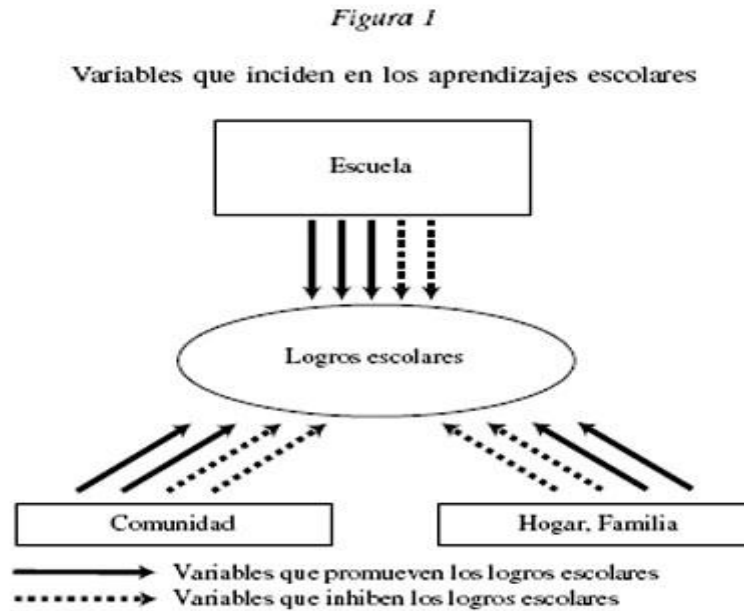 Figura 1
Variables que inciden en los aprendizajes escolares
Escuela
Logros escolares
Comunidad
Hogar, Familia
Variables que promueven los logros escolares
Variables que inhiben los logros escolares